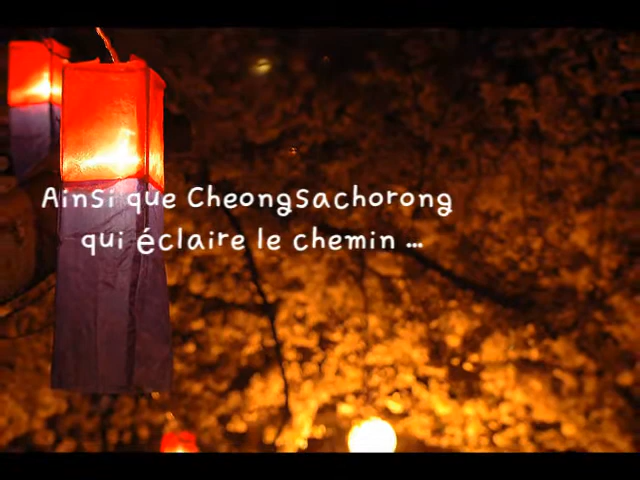 Ainsi que Cheongsachorong
qui éclaire le chemin ...